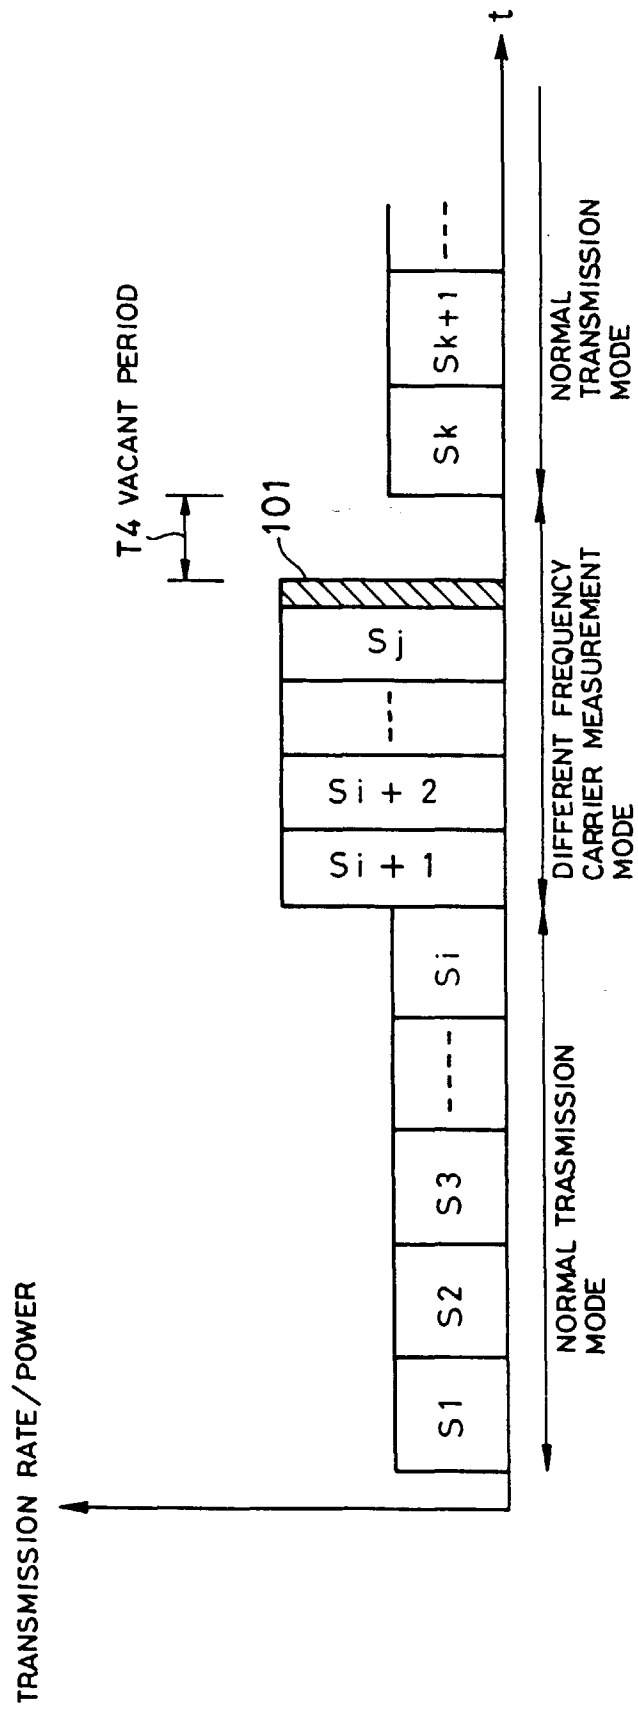 TRANSMISSION RATE/POWER
T4 VACANT PERIOD
101
S1
S2
S3
----
Si
Si+1
Si+2
---
Sj
Sk
Sk+1
---
t
NORMAL TRASMISSION
MODE
DIFFERENT FREQUENCY
CARRIER MEASUREMENT
MODE
NORMAL
TRANSMISSION
MODE